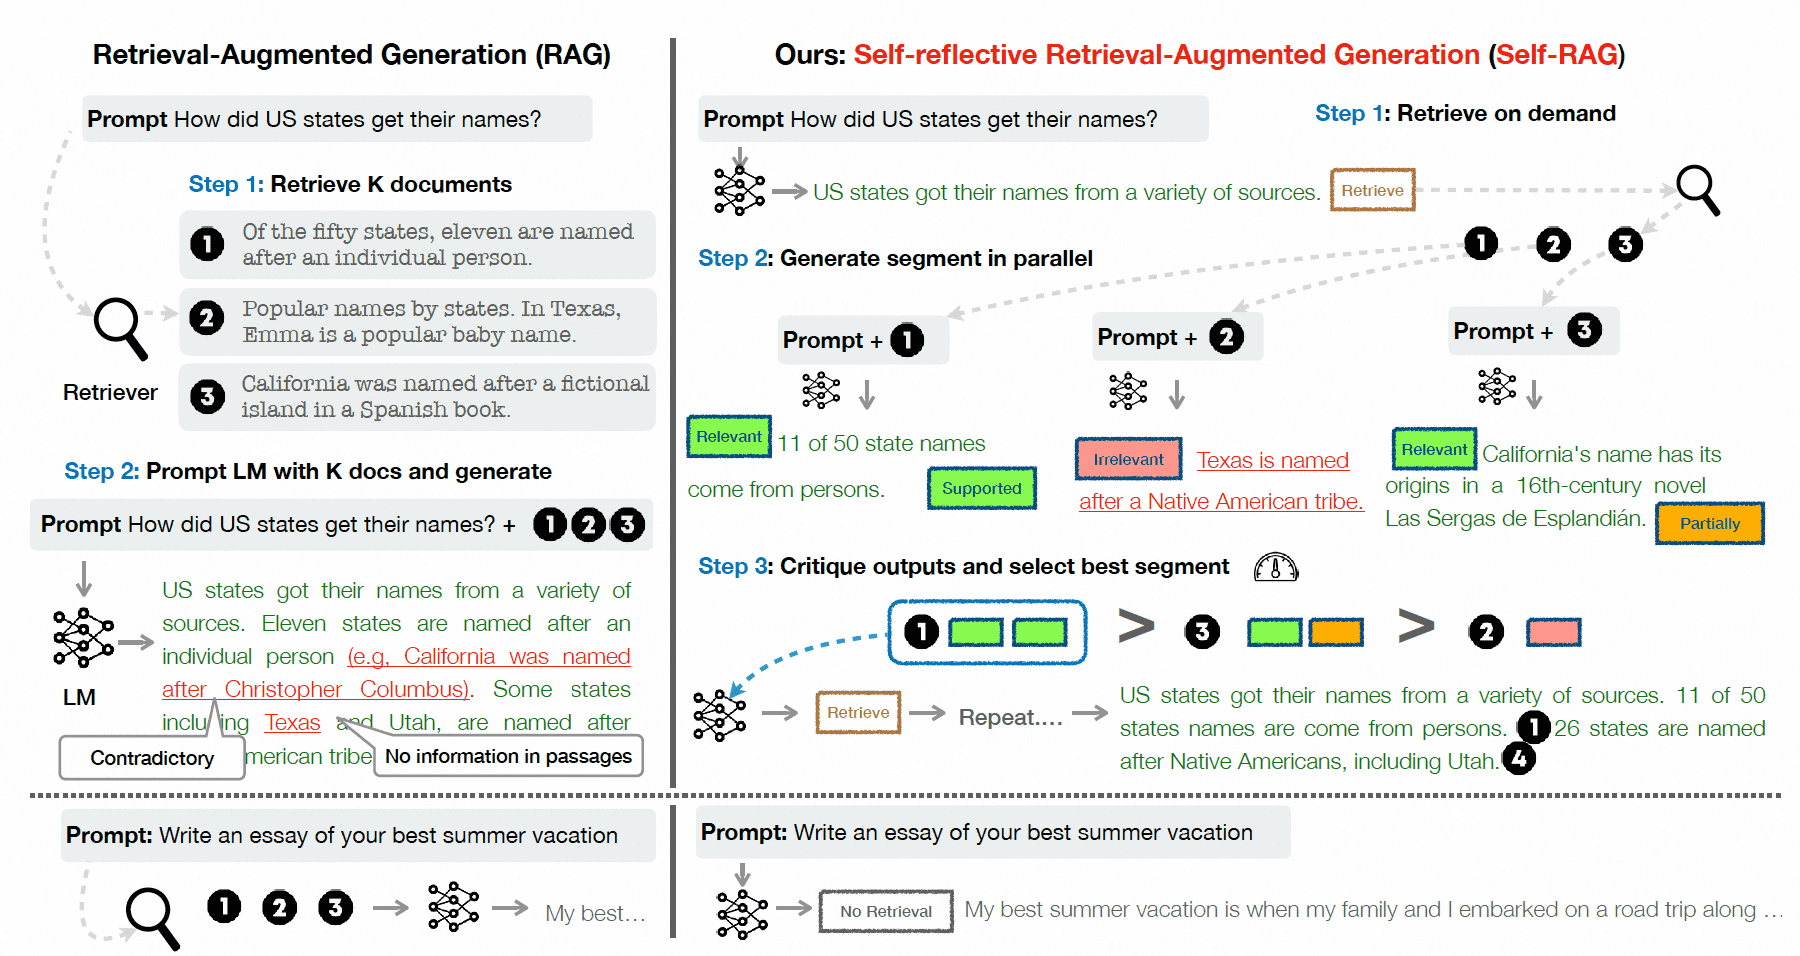 Retrieval-Augmented Generation (RAG)
Prompt How did US states get their names?
Step 1: Retrieve K documents
1 Of the fifty states, eleven are named
after an individual person.
2 Popular names by states. In Texas,
Emma is a popular baby name.
3 California was named after a fictional
island in a Spanish book.
Retriever
Step 2: Prompt LM with K docs and generate
Prompt How did US states get their names? + 1 2 3
LM
US states got their names from a variety of
sources. Eleven states are named after an
individual person (e.g, California was named
after Christopher Columbus). Some states
including Texas and Utah, are named after
merican tribe
Contradictory
No information in passages
Prompt: Write an essay of your best summer vacation
1 2 3
My best...
Ours: Self-reflective Retrieval-Augmented Generation (Self-RAG)
Prompt How did US states get their names?
Step 1: Retrieve on demand
US states got their names from a variety of sources. Retrieve
1 2 3
Step 2: Generate segment in parallel
Prompt + 1
Relevant 11 of 50 state names
come from persons. Supported
Prompt + 2
Irrelevant Texas is named
after a Native American tribe.
Prompt + 3
Relevant California's name has its
origins in a 16th-century novel
Las Sergas de Esplandián. Partially
Step 3: Critique outputs and select best segment
1 > 3 > 2
Retrieve Repeat....
US states got their names from a variety of sources. 11 of 50
states names are come from persons. 1 26 states are named
after Native Americans, including Utah. 4
Prompt: Write an essay of your best summer vacation
No Retrieval My best summer vacation is when my family and I embarked on a road trip along ...